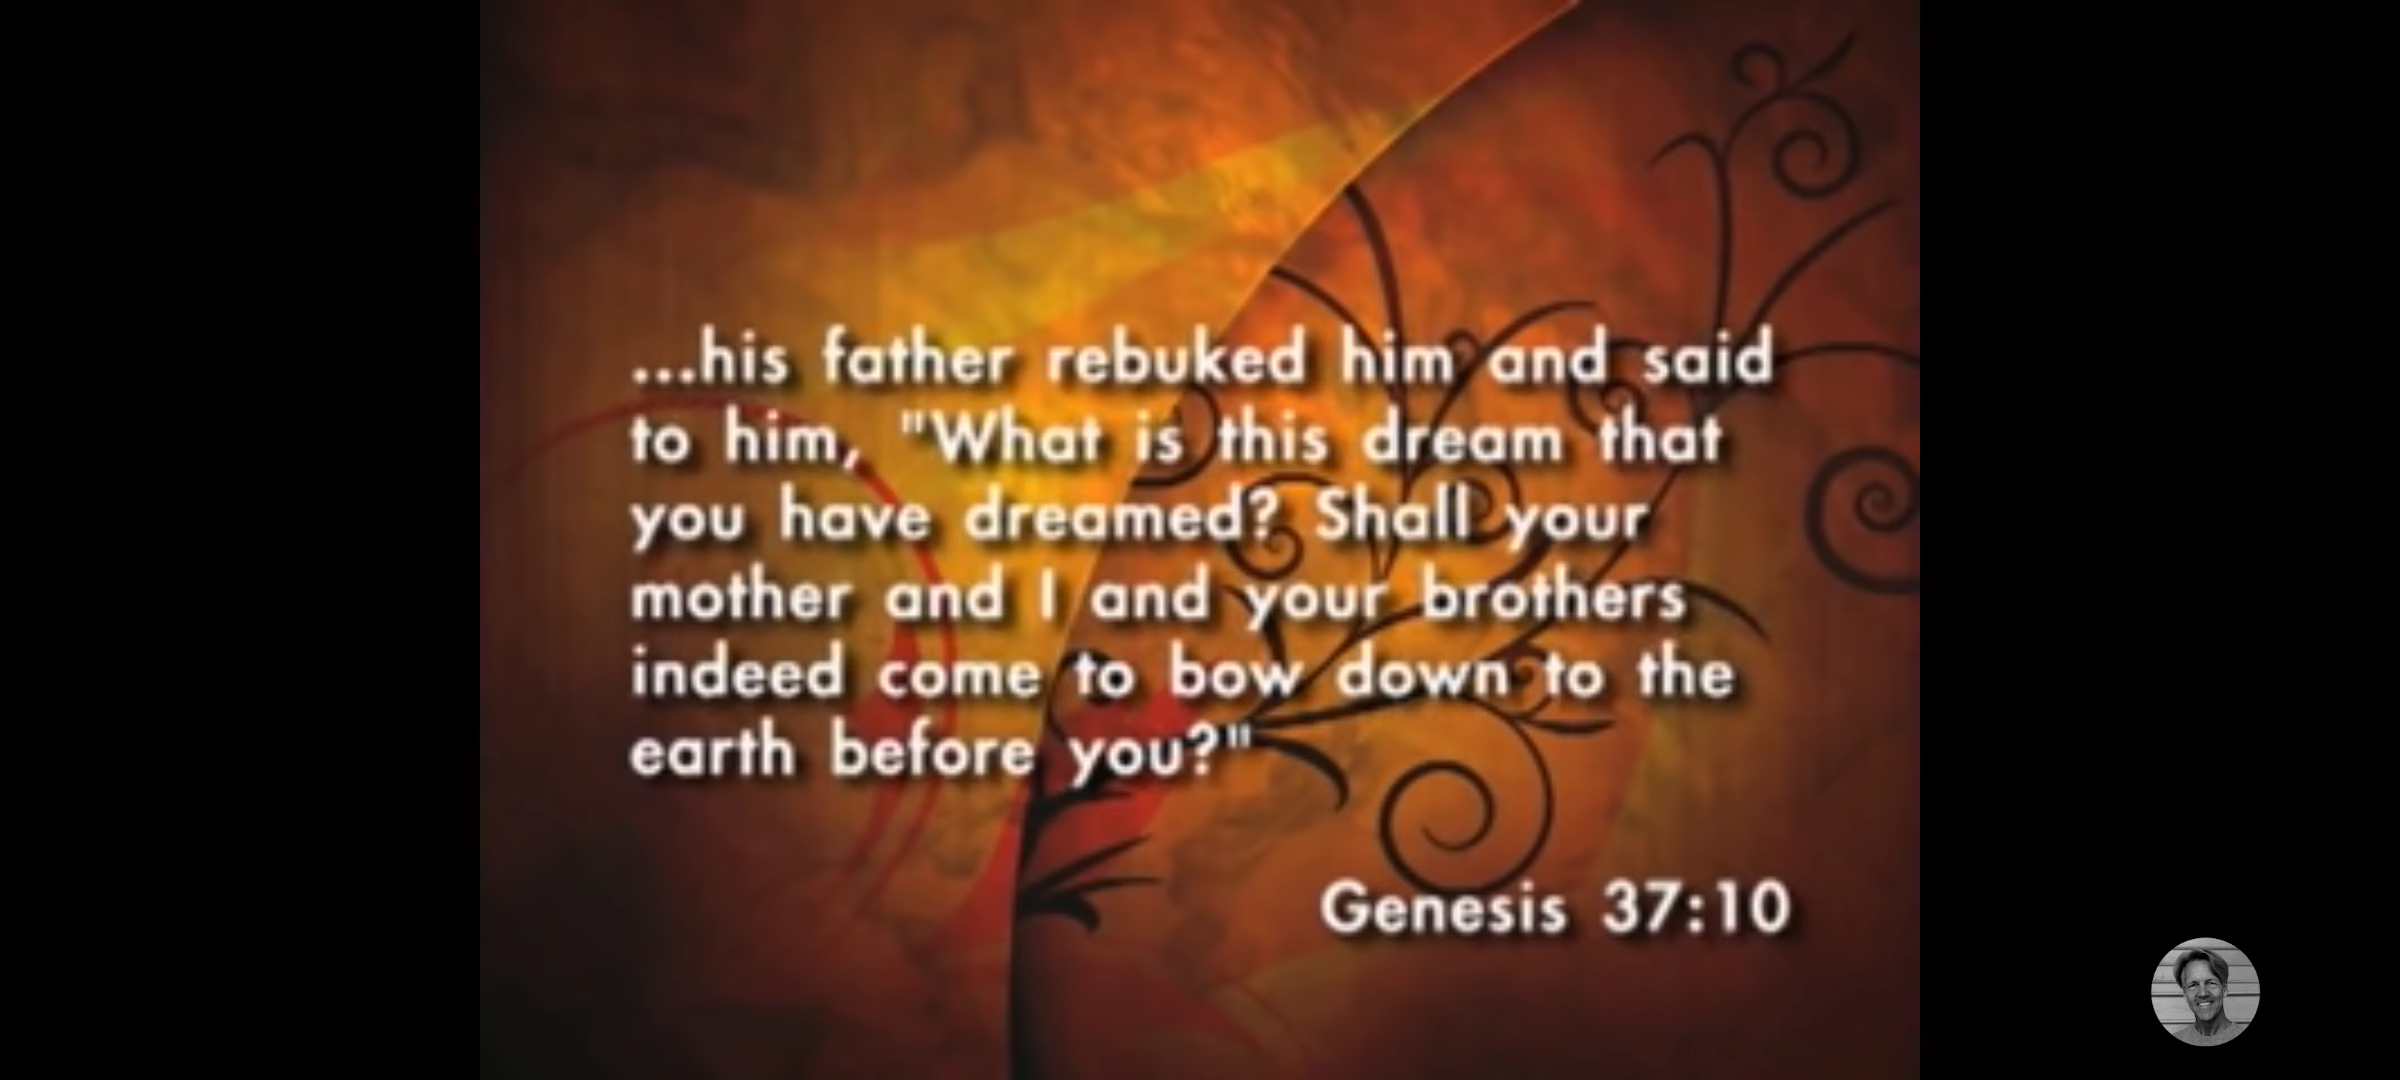 ...his father rebuked him and said
to him, "What is this dream that
you have dreamed? Shall your
mother and I and your brothers
indeed come to bow down to the
earth before you?"
Genesis 37:10